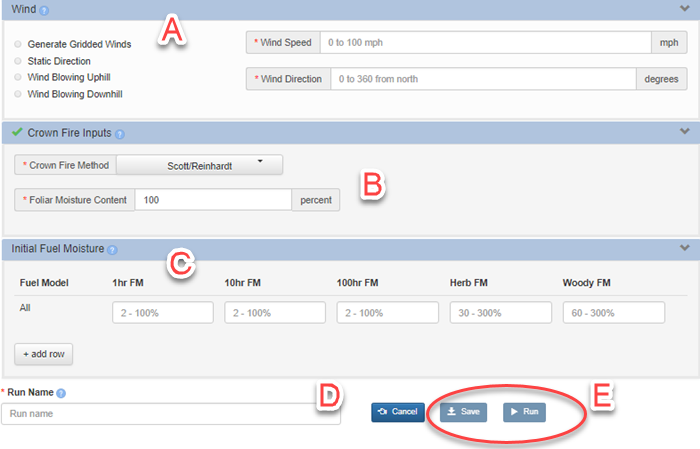 Wind ?
A
Generate Gridded Winds * Wind Speed 0 to 100 mph mph
Static Direction
Wind Blowing Uphill * Wind Direction 0 to 360 from north degrees
Wind Blowing Downhill
Crown Fire Inputs ?
* Crown Fire Method Scott/Reinhardt
B
* Foliar Moisture Content 100 percent
Initial Fuel Moisture ?
C
Fuel Model 1hr FM 10hr FM 100hr FM Herb FM Woody FM
All 2 - 100% 2 - 100% 2 - 100% 30 - 300% 60 - 300%
+ add row
* Run Name ?
D E
Run name Cancel Save Run